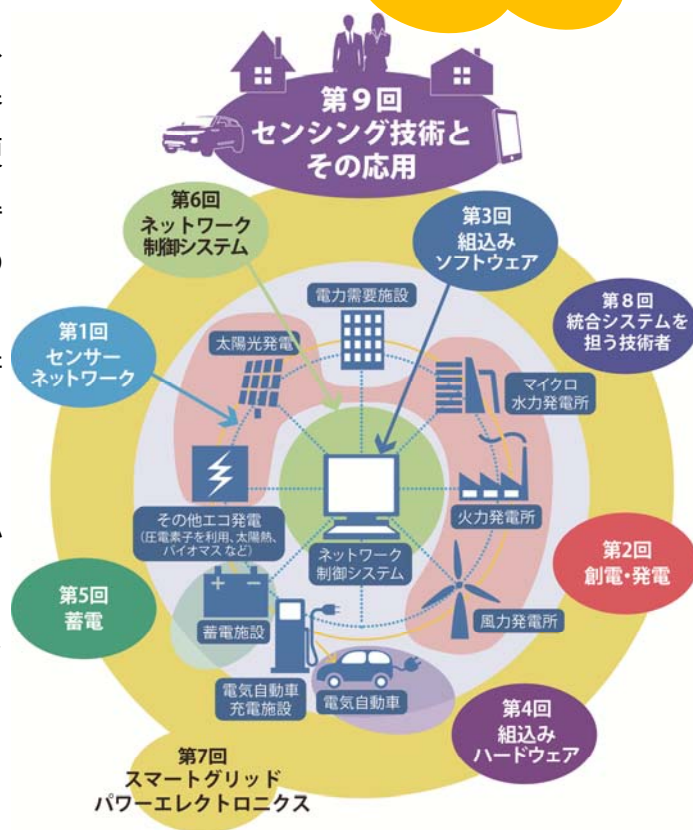 第9回
センシング技術と
その応用
第6回
ネットワーク
制御システム
第3回
組込み
ソフトウェア
第1回
センサー
ネットワーク
第8回
統合システムを
担う技術者
電力需要施設
太陽光発電
マイクロ
水力発電所
その他エコ発電
(圧電素子を利用、太陽熱、
バイオマス など)
ネットワーク
制御システム
火力発電所
第2回
創電・発電
第5回
蓄電
蓄電施設
風力発電所
電気自動車
充電施設
電気自動車
第4回
組込み
ハードウェア
第7回
スマートグリッド
パワーエレクトロニクス